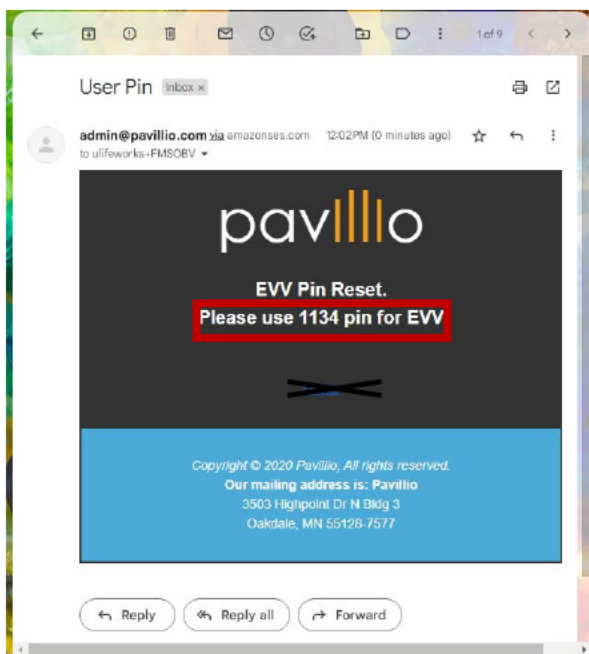 1 of 9
User Pin Inbox ×
admin@pavillio.com via amazonses.com 12:02PM (0 minutes ago)
to ulifeworks+FMSOBV
pavillio
EVV Pin Reset.
Please use 1134 pin for EVV
Copyright © 2020 Pavillio, All rights reserved.
Our mailing address is: Pavillio
3503 Highpoint Dr N Bldg 3
Oakdale, MN 55128-7577
Reply Reply all Forward